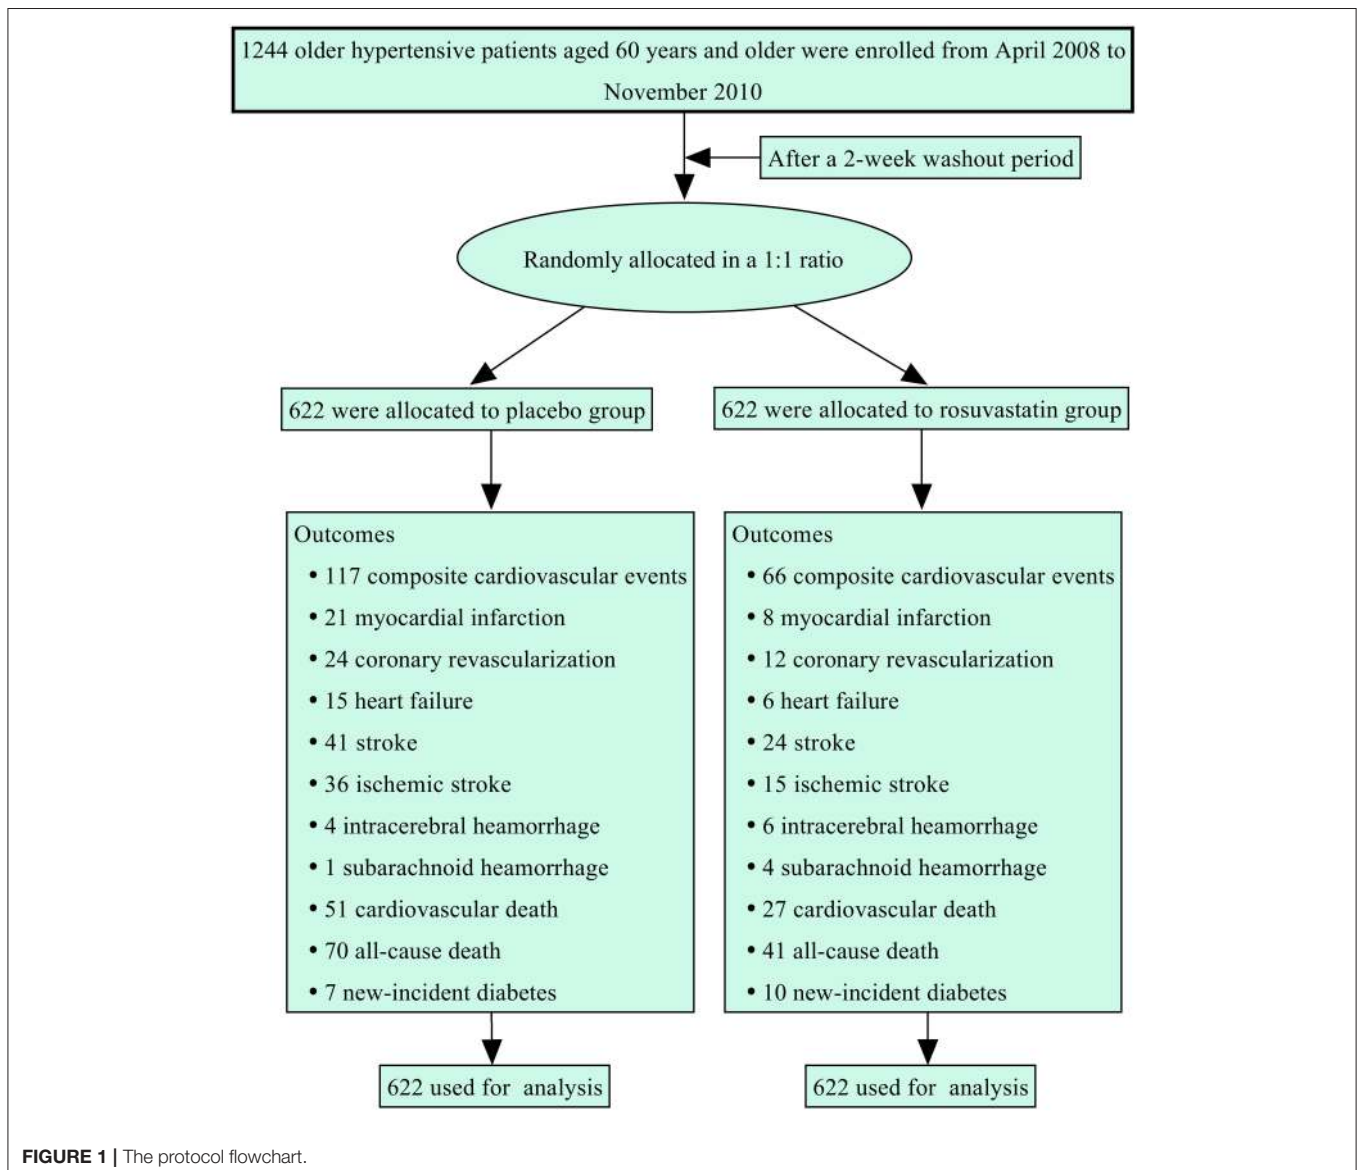 1244 older hypertensive patients aged 60 years and older were enrolled from April 2008 to
November 2010
After a 2-week washout period
Randomly allocated in a 1:1 ratio
622 were allocated to placebo group
622 were allocated to rosuvastatin group
Outcomes
• 117 composite cardiovascular events
• 21 myocardial infarction
• 24 coronary revascularization
• 15 heart failure
• 41 stroke
• 36 ischemic stroke
• 4 intracerebral heamorrhage
• 1 subarachnoid heamorrhage
• 51 cardiovascular death
• 70 all-cause death
• 7 new-incident diabetes
Outcomes
• 66 composite cardiovascular events
• 8 myocardial infarction
• 12 coronary revascularization
• 6 heart failure
• 24 stroke
• 15 ischemic stroke
• 6 intracerebral heamorrhage
• 4 subarachnoid heamorrhage
• 27 cardiovascular death
• 41 all-cause death
• 10 new-incident diabetes
622 used for analysis
622 used for analysis
FIGURE 1 | The protocol flowchart.